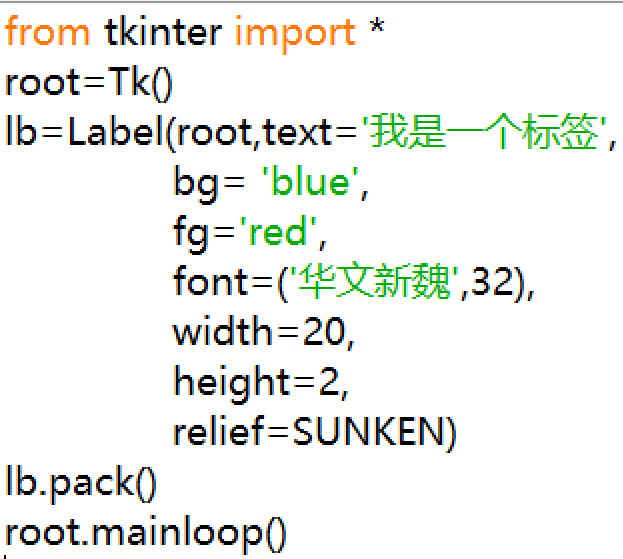 from tkinter import *
root=Tk()
lb=Label(root,text='我是一个标签',
bg= 'blue',
fg='red',
font=('华文新魏',32),
width=20,
height=2,
relief=SUNKEN)
lb.pack()
root.mainloop()